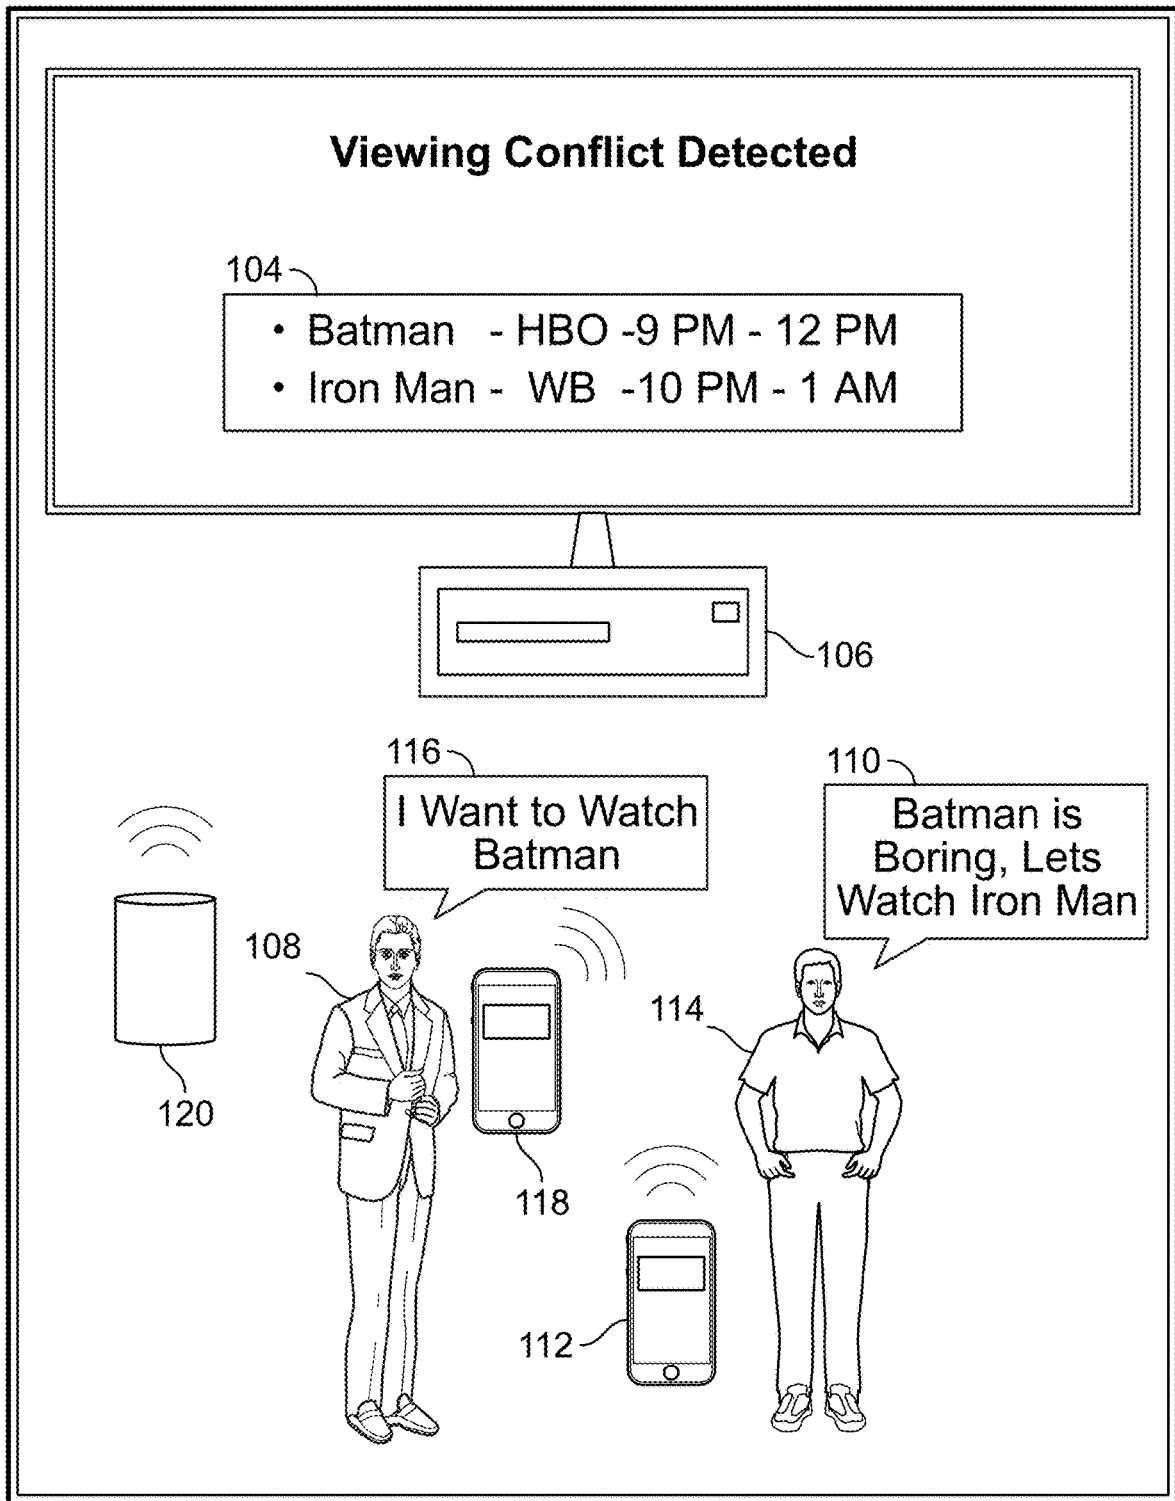 Viewing Conflict Detected
104
• Batman - HBO -9 PM - 12 PM
• Iron Man - WB -10 PM - 1 AM
106
116
I Want to Watch
Batman
110
Batman is
Boring, Lets
Watch Iron Man
108
114
120
118
112